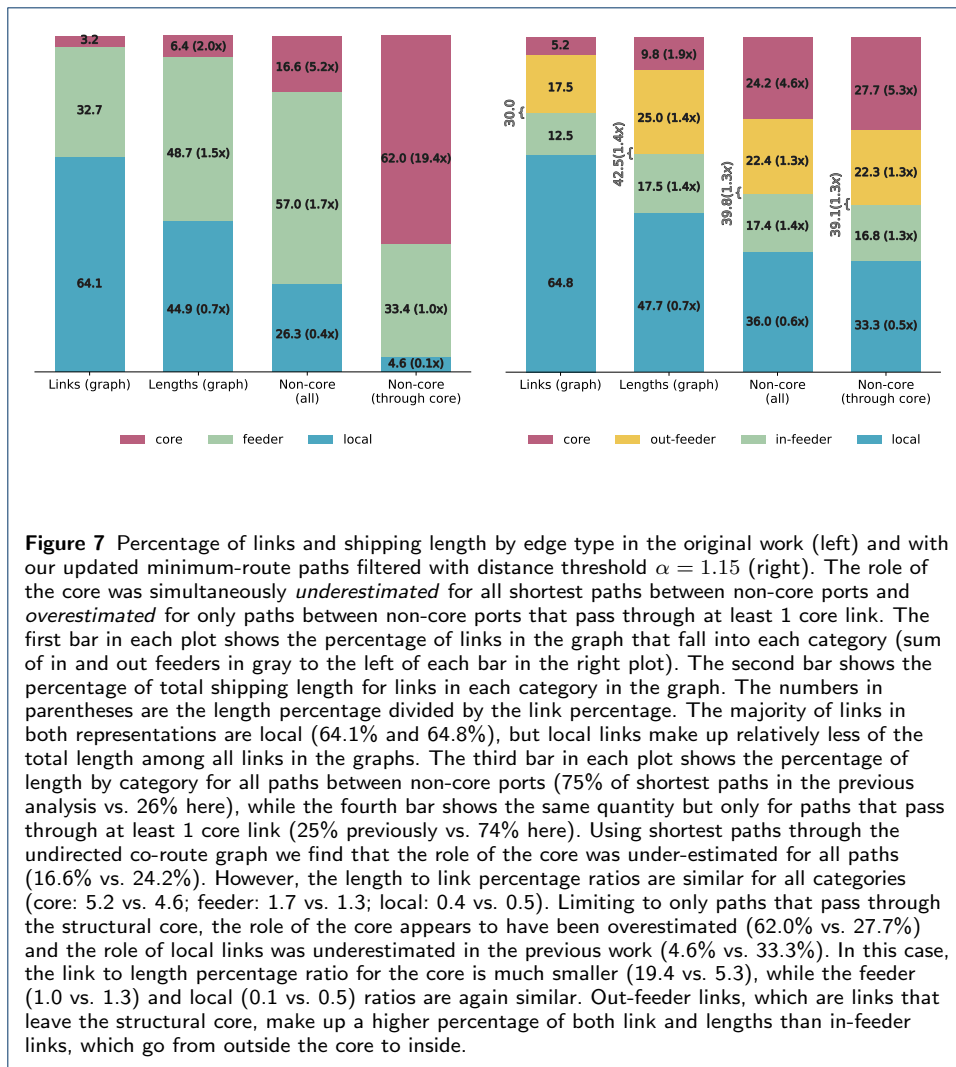 3.2
32.7
64.1
6.4 (2.0x)
48.7 (1.5x)
44.9 (0.7x)
16.6 (5.2x)
57.0 (1.7x)
26.3 (0.4x)
62.0 (19.4x)
33.4 (1.0x)
4.6 (0.1x)
Links (graph)
Lengths (graph)
Non-core
(all)
Non-core
(through core)
core
feeder
local
5.2
17.5
30.0
12.5
64.8
9.8 (1.9x)
25.0 (1.4x)
42.5(1.4x)
17.5 (1.4x)
47.7 (0.7x)
24.2 (4.6x)
22.4 (1.3x)
39.8(1.3x)
17.4 (1.4x)
36.0 (0.6x)
27.7 (5.3x)
22.3 (1.3x)
39.1(1.3x)
16.8 (1.3x)
33.3 (0.5x)
Links (graph)
Lengths (graph)
Non-core
(all)
Non-core
(through core)
core
out-feeder
in-feeder
local
Figure 7 Percentage of links and shipping length by edge type in the original work (left) and with
our updated minimum-route paths filtered with distance threshold α = 1.15 (right). The role of
the core was simultaneously underestimated for all shortest paths between non-core ports and
overestimated for only paths between non-core ports that pass through at least 1 core link. The
first bar in each plot shows the percentage of links in the graph that fall into each category (sum
of in and out feeders in gray to the left of each bar in the right plot). The second bar shows the
percentage of total shipping length for links in each category in the graph. The numbers in
parentheses are the length percentage divided by the link percentage. The majority of links in
both representations are local (64.1% and 64.8%), but local links make up relatively less of the
total length among all links in the graphs. The third bar in each plot shows the percentage of
length by category for all paths between non-core ports (75% of shortest paths in the previous
analysis vs. 26% here), while the fourth bar shows the same quantity but only for paths that pass
through at least 1 core link (25% previously vs. 74% here). Using shortest paths through the
undirected co-route graph we find that the role of the core was under-estimated for all paths
(16.6% vs. 24.2%). However, the length to link percentage ratios are similar for all categories
(core: 5.2 vs. 4.6; feeder: 1.7 vs. 1.3; local: 0.4 vs. 0.5). Limiting to only paths that pass through
the structural core, the role of the core appears to have been overestimated (62.0% vs. 27.7%)
and the role of local links was underestimated in the previous work (4.6% vs. 33.3%). In this case,
the link to length percentage ratio for the core is much smaller (19.4 vs. 5.3), while the feeder
(1.0 vs. 1.3) and local (0.1 vs. 0.5) ratios are again similar. Out-feeder links, which are links that
leave the structural core, make up a higher percentage of both link and lengths than in-feeder
links, which go from outside the core to inside.